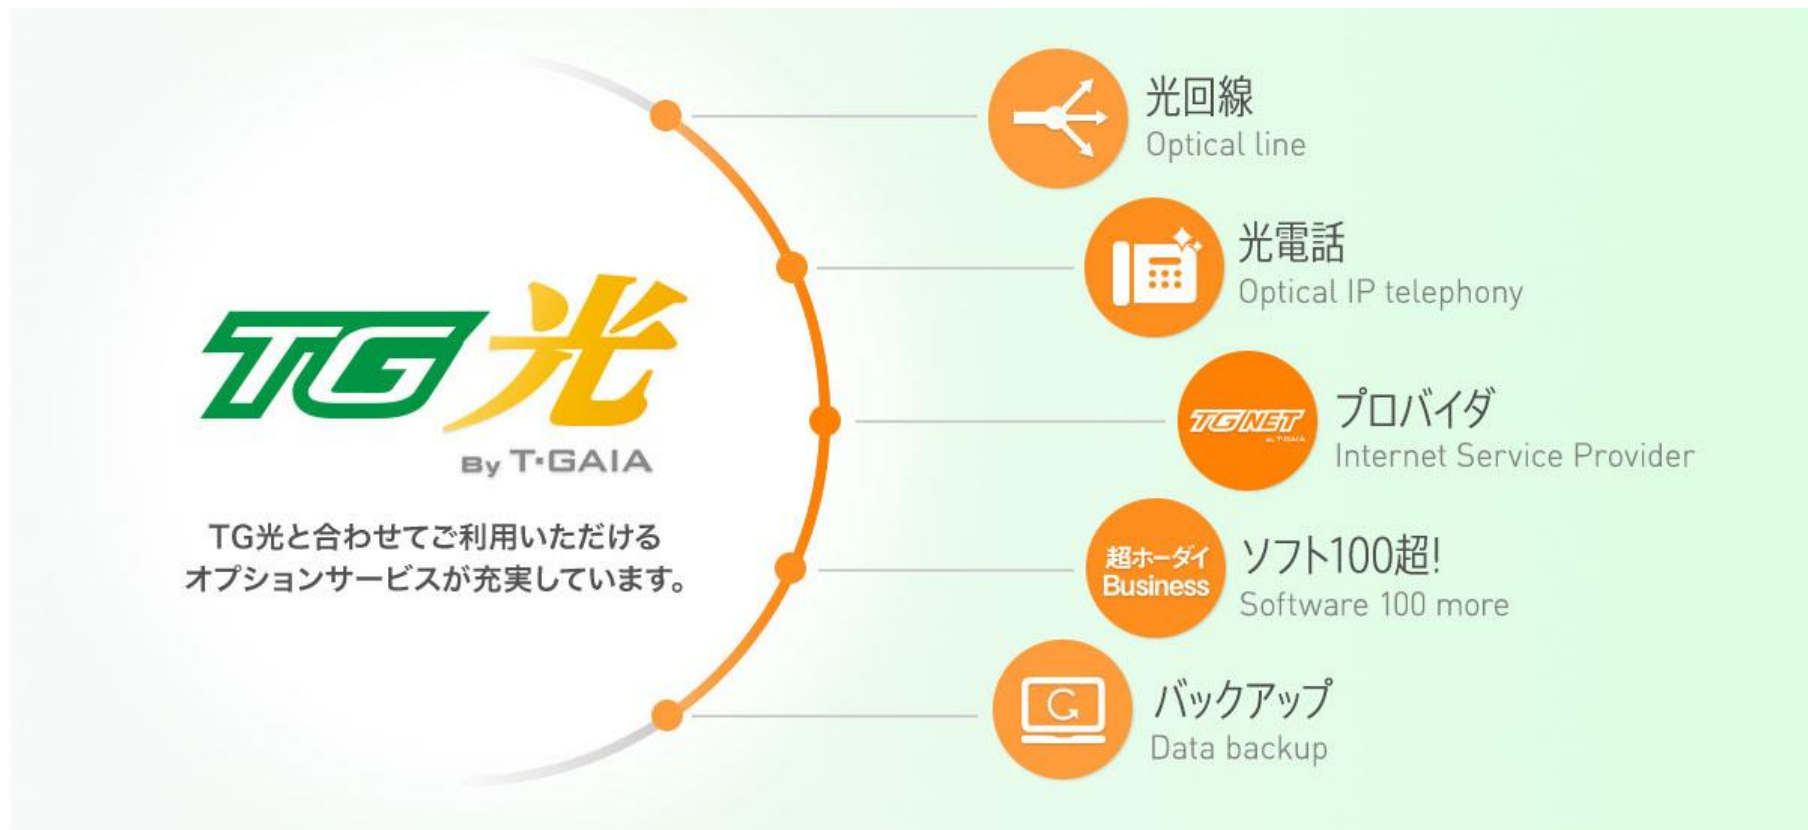 TG光
By T-GAIA
TG光と合わせてご利用いただける
オプションサービスが充実しています。
光回線
Optical line
光電話
Optical IP telephony
TGNET
By T-GAIA
プロバイダ
Internet Service Provider
超ホーダイ
Business
ソフト100超!
Software 100 more
バックアップ
Data backup